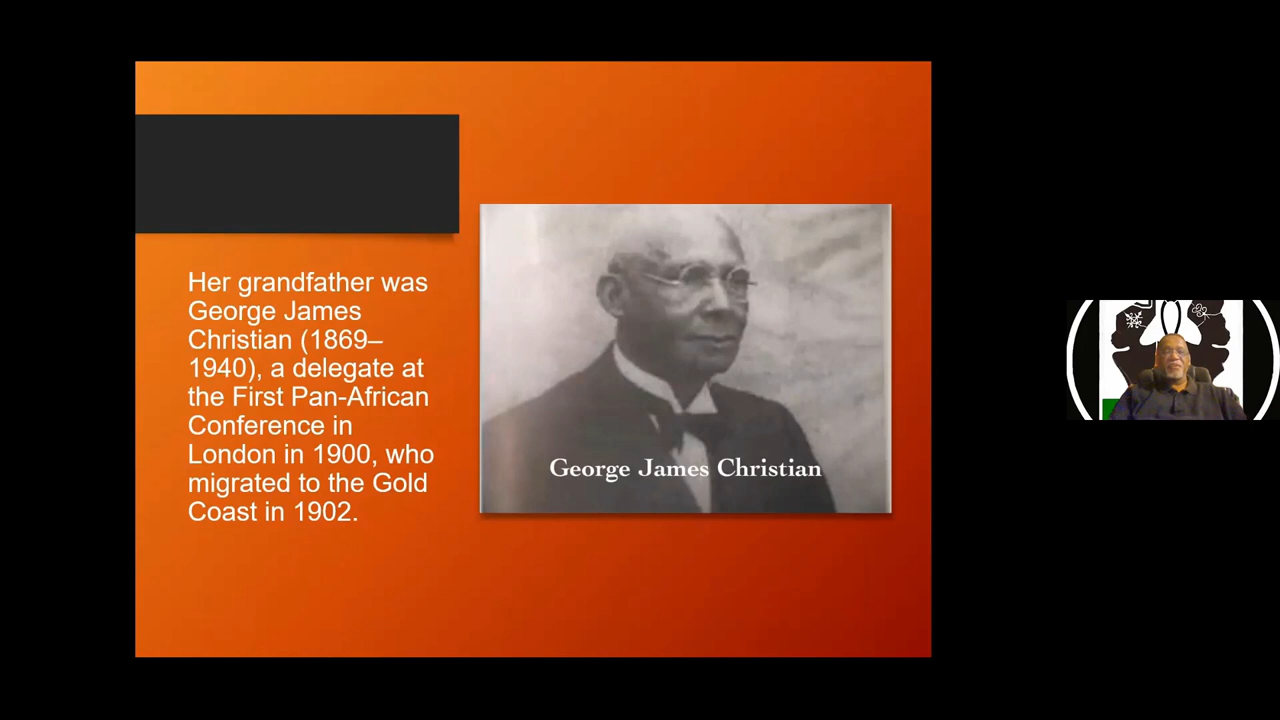 Her grandfather was
George James
Christian (1869–
1940), a delegate at
the First Pan-African
Conference in
London in 1900, who
migrated to the Gold
Coast in 1902.
George James Christian